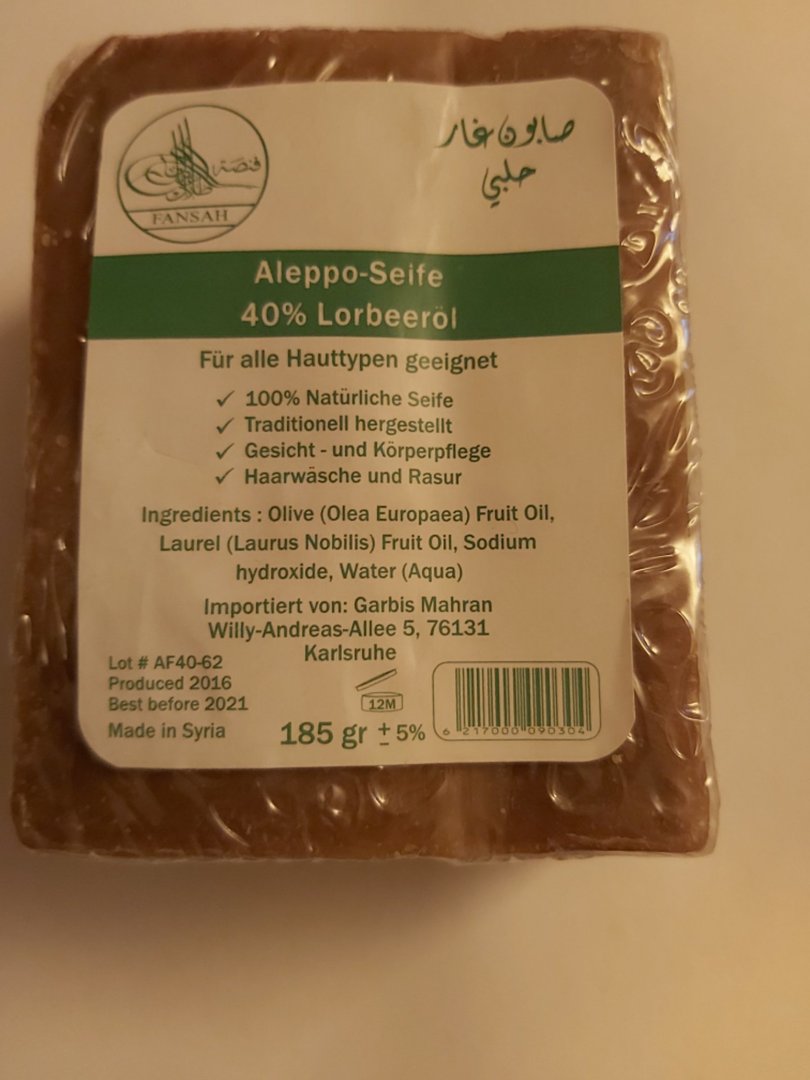 صابون غار
حلبي
فنصة
FANSAH
Aleppo-Seife
40% Lorbeeröl
Für alle Hauttypen geeignet
✓ 100% Natürliche Seife
✓ Traditionell hergestellt
✓ Gesicht - und Körperpflege
✓ Haarwäsche und Rasur
Ingredients : Olive (Olea Europaea) Fruit Oil,
Laurel (Laurus Nobilis) Fruit Oil, Sodium
hydroxide, Water (Aqua)
Importiert von: Garbis Mahran
Willy-Andreas-Allee 5, 76131
Karlsruhe
Lot # AF40-62
Produced 2016
Best before 2021
Made in Syria
12M
185 gr ± 5%
6 217000 090304